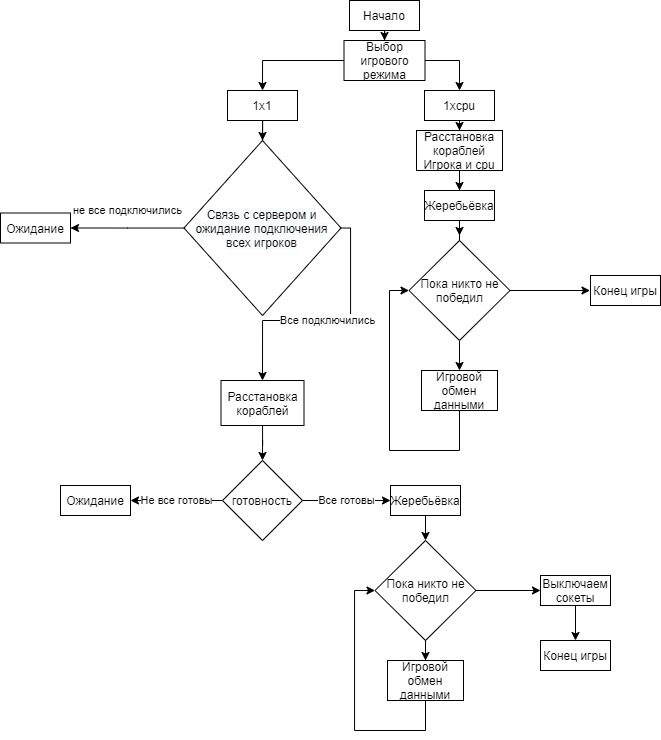 Начало
Выбор
игрового
режима
1x1
1xcpu
Расстановка
кораблей
Игрока и cpu
не все подключились
Ожидание
Связь с сервером и
ожидание подключения
всех игроков
Жеребьёвка
Пока никто не
победил
Конец игры
Все подключились
Игровой
обмен
данными
Расстановка
кораблей
Ожидание
Не все готовы
готовность
Все готовы
Жеребьёвка
Пока никто не
победил
Выключаем
сокеты
Конец игры
Игровой
обмен
данными